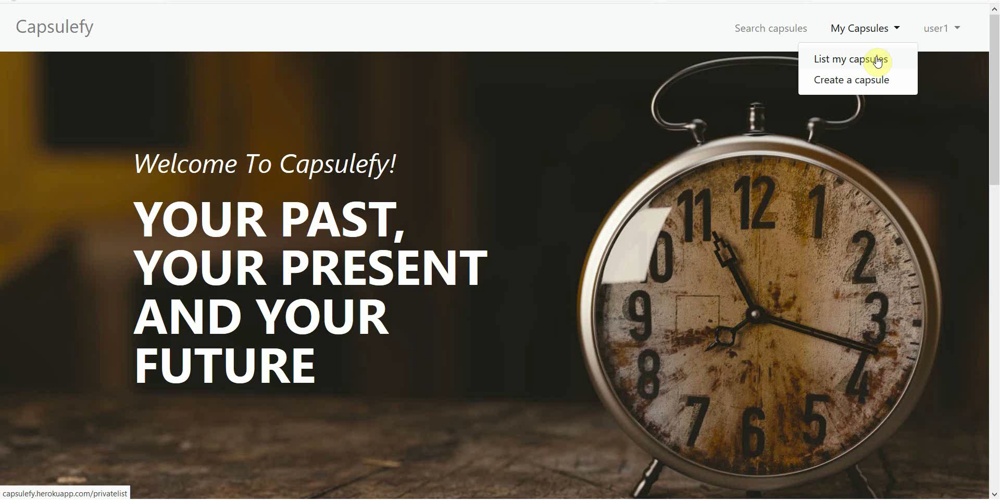 Capsulefy
Search capsules
My Capsules
user1
List my capsules
Create a capsule
Welcome To Capsulefy!
YOUR PAST,
YOUR PRESENT
AND YOUR
FUTURE
11 12 1
10 2
9 3
8 4
7 6 5
capsulefy.herokuapp.com/privatelist